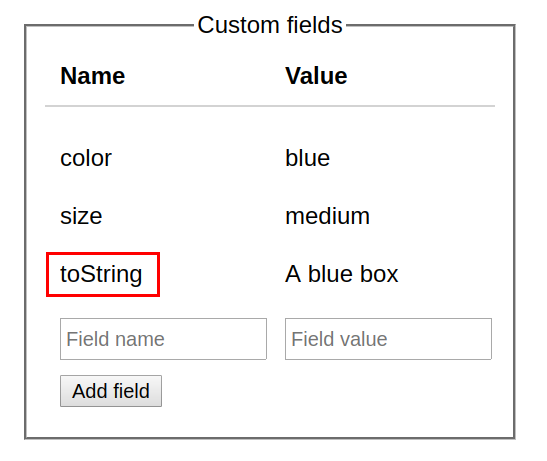 Custom fields
Name Value
color blue
size medium
toString A blue box
Field name Field value
Add field